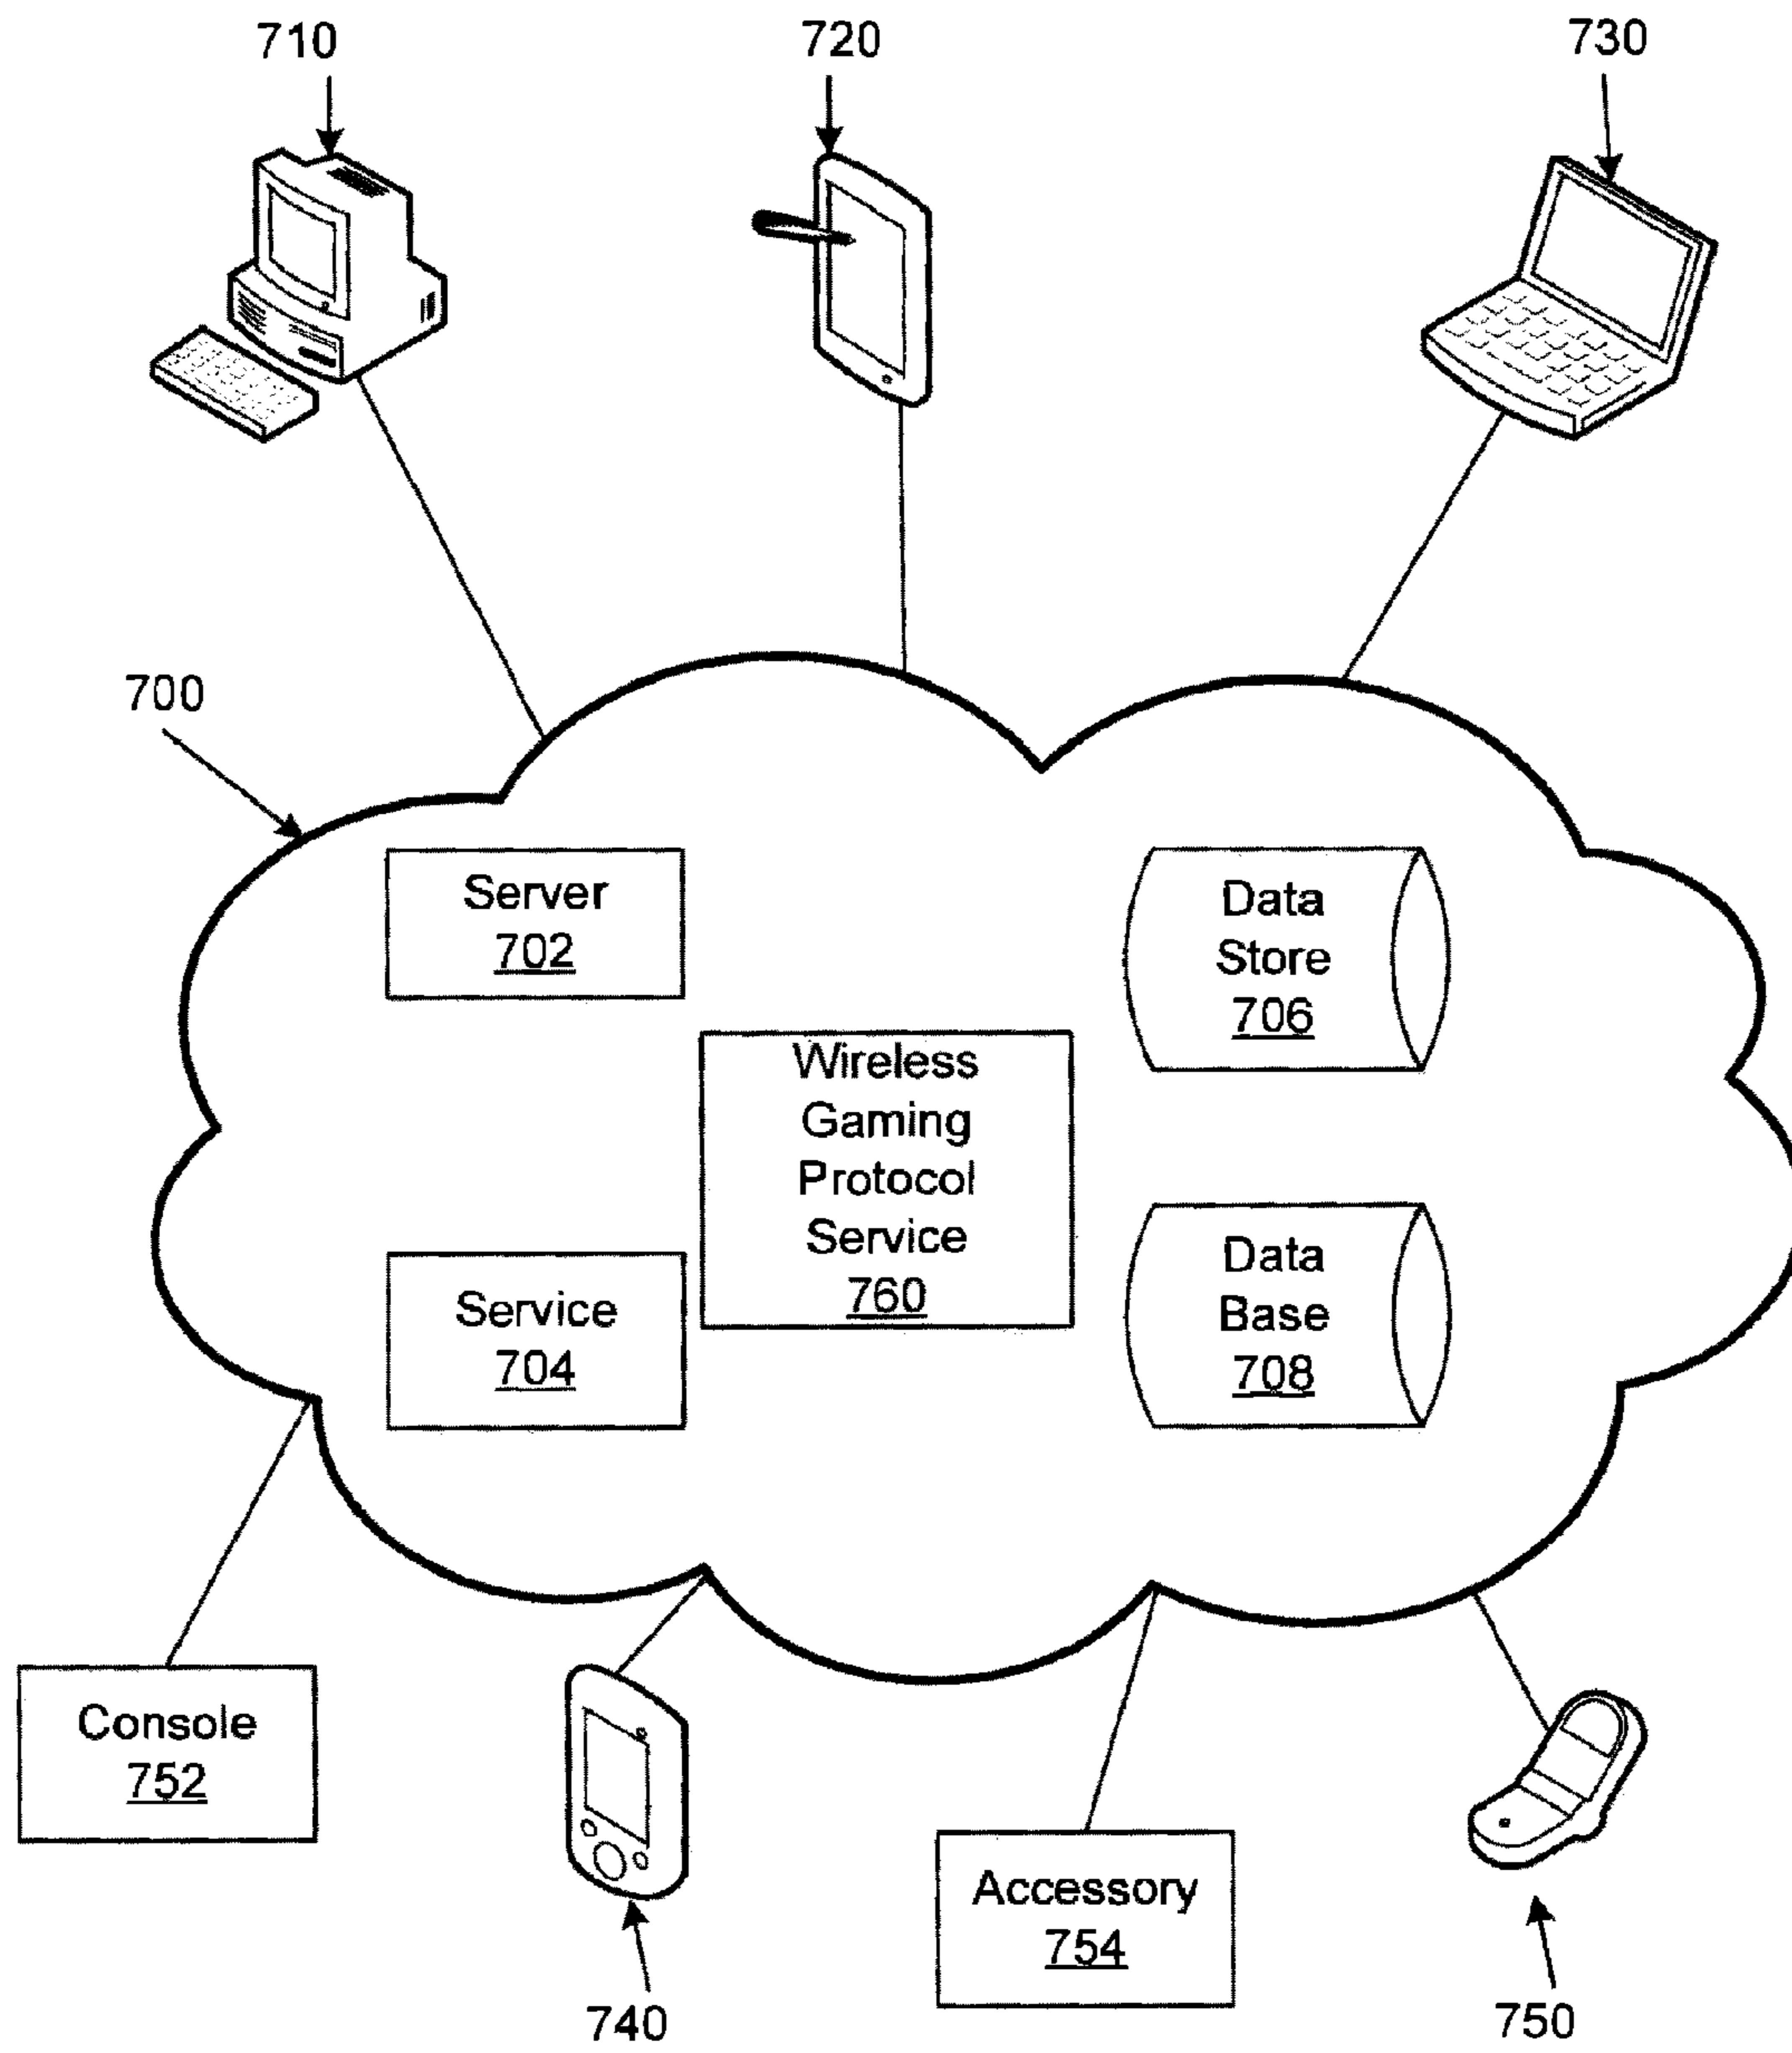 710
720
730
700
Server
702
Data
Store
706
Wireless
Gaming
Protocol
Service
760
Service
704
Data
Base
708
Console
752
Accessory
754
740
750